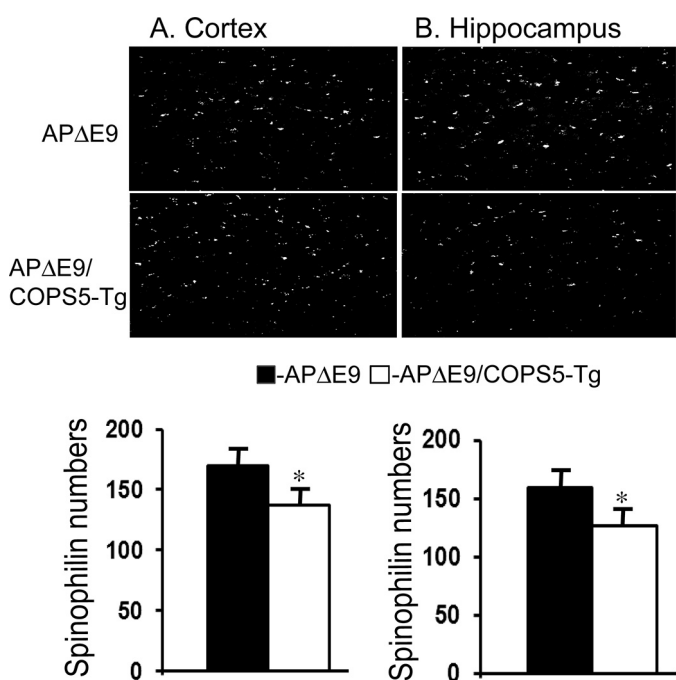 A. Cortex
B. Hippocampus
APΔE9
APΔE9/
COPS5-Tg
-APΔE9 -APΔE9/COPS5-Tg
Spinophilin numbers
200
150
100
50
0
*
Spinophilin numbers
200
150
100
50
0
*